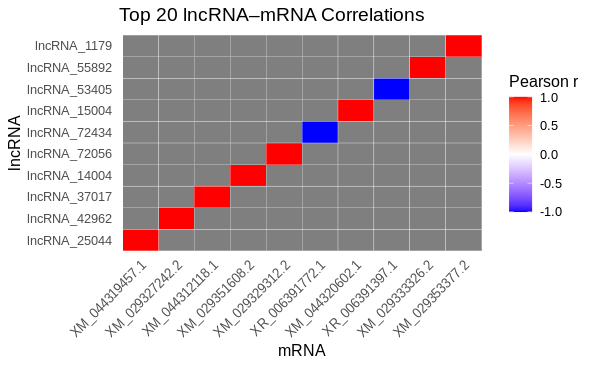 Top 20 lncRNA–mRNA Correlations
lncRNA
lncRNA_1179
lncRNA_55892
lncRNA_53405
lncRNA_15004
lncRNA_72434
lncRNA_72056
lncRNA_14004
lncRNA_37017
lncRNA_42962
lncRNA_25044
XM_044319457.1
XM_029327242.2
XM_044312118.1
XM_029351608.2
XM_029329312.2
XR_006391772.1
XM_044320602.1
XR_006391397.1
XM_029333326.2
XM_029353377.2
mRNA
Pearson r
1.0
0.5
0.0
-0.5
-1.0